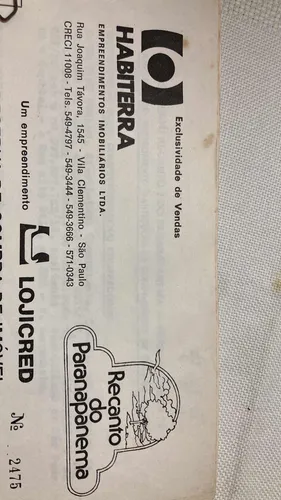 Exclusividade de Vendas
HABITERRA
EMPREENDIMENTOS IMOBILIÁRIOS LTDA.
Rua Joaquim Távora, 1545 - Vila Clementino - São Paulo
CRECI 11008 - Tels. 549-4797 - 549-3444 - 549-3666 - 571-0343
Recanto
do
Paranapanema
Um empreendimento
LOJICRED
Nº 2475